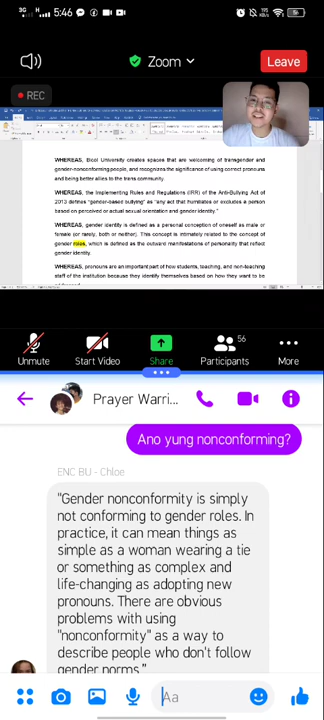 3G H 5:46
Zoom
Leave
REC
WHEREAS, Bicol University creates spaces that are welcoming of transgender and
gender-nonconforming people, and recognizes the significance of using correct pronouns
and being better allies to the trans community.
WHEREAS, the Implementing Rules and Regulations (IRR) of the Anti-Bullying Act of
2013 defines "gender-based bullying" as "any act that humiliates or excludes a person
based on perceived or actual sexual orientation and gender identity."
WHEREAS, gender identity is defined as a personal conception of oneself as male or
female (or rarely, both or neither). This concept is intimately related to the concept of
gender roles, which is defined as the outward manifestations of personality that reflect
gender identity.
WHEREAS, pronouns are an important part of how students, teaching, and non-teaching
staff of the institution because they identify themselves based on how they want to be
Unmute
Start Video
Share
56
Participants
More
Prayer Warri...
Ano yung nonconforming?
ENC BU - Chloe
"Gender nonconformity is simply
not conforming to gender roles. In
practice, it can mean things as
simple as a woman wearing a tie
or something as complex and
life-changing as adopting new
pronouns. There are obvious
problems with using
"nonconformity" as a way to
describe people who don't follow
gender norms."
Aa